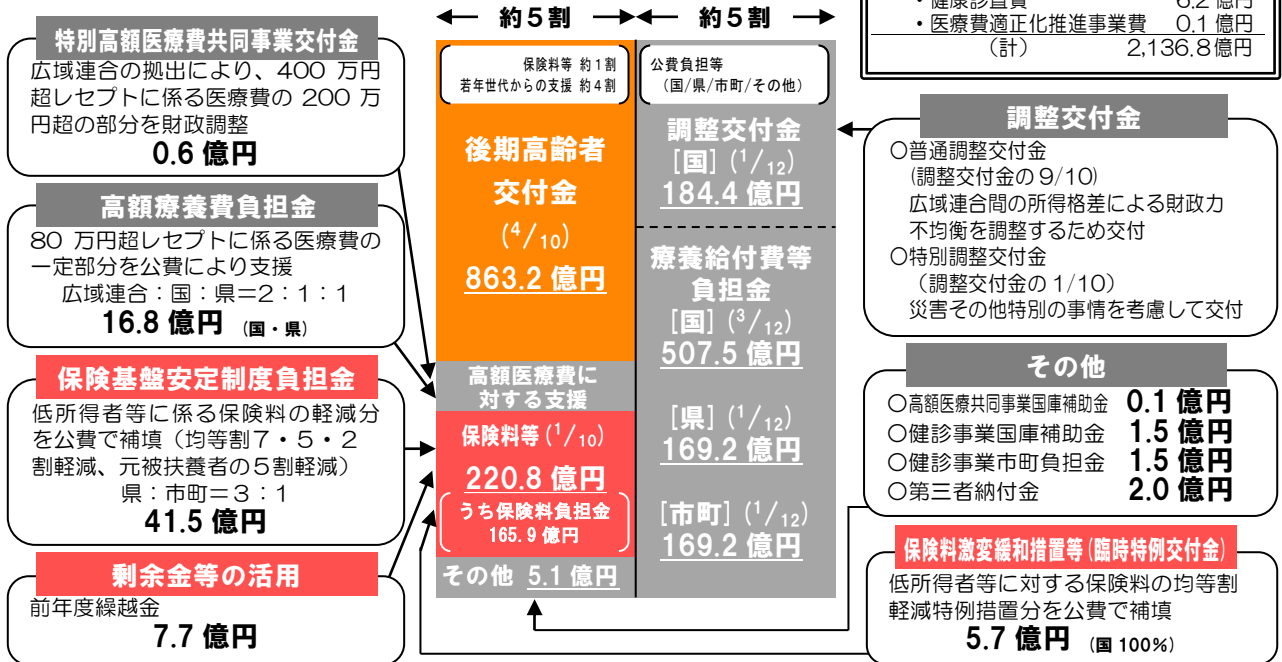 約5割
約5割
・健康診査費 6.2億円
・医療費適正化推進事業費 0.1億円
(計) 2,136.8億円
特別高額医療費共同事業交付金
広域連合の拠出により、400 万円
超レセプトに係る医療費の 200 万
円超の部分を財政調整
0.6 億円
高額療養費負担金
80 万円超レセプトに係る医療費の
一定部分を公費により支援
広域連合:国:県=2:1:1
16.8 億円 (国・県)
保険基盤安定制度負担金
低所得者等に係る保険料の軽減分
を公費で補填(均等割7・5・2
割軽減、元被扶養者の5割軽減)
県:市町=3:1
41.5 億円
剰余金等の活用
前年度繰越金
7.7 億円
保険料等 約1割
若年世代からの支援 約4割
後期高齢者
交付金
(4/10)
863.2 億円
高額医療費に
対する支援
保険料等(1/10)
220.8 億円
うち保険料負担金
165.9 億円
その他 5.1 億円
公費負担等
(国/県/市町/その他)
調整交付金
[国] (1/12)
184.4 億円
療養給付費等
負担金
[国] (3/12)
507.5 億円
[県] (1/12)
169.2 億円
[市町] (1/12)
169.2 億円
調整交付金
○普通調整交付金
(調整交付金の 9/10)
広域連合間の所得格差による財政力
不均衡を調整するため交付
○特別調整交付金
(調整交付金の 1/10)
災害その他特別の事情を考慮して交付
その他
○高額医療共同事業国庫補助金 0.1 億円
○健診事業国庫補助金 1.5 億円
○健診事業市町負担金 1.5 億円
○第三者納付金 2.0 億円
保険料激変緩和措置等(臨時特例交付金)
低所得者等に対する保険料の均等割
軽減特例措置分を公費で補填
5.7 億円 (国 100%)